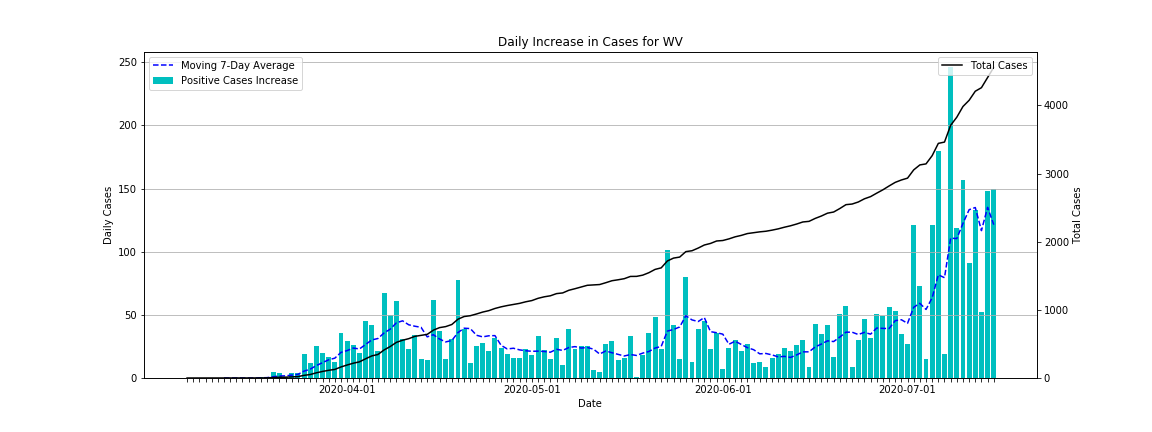 Daily Increase in Cases for WV
Moving 7-Day Average
Positive Cases Increase
Total Cases
250
200
150
100
50
0
Daily Cases
4000
3000
2000
1000
0
Total Cases
2020-04-01
2020-05-01
2020-06-01
2020-07-01
Date